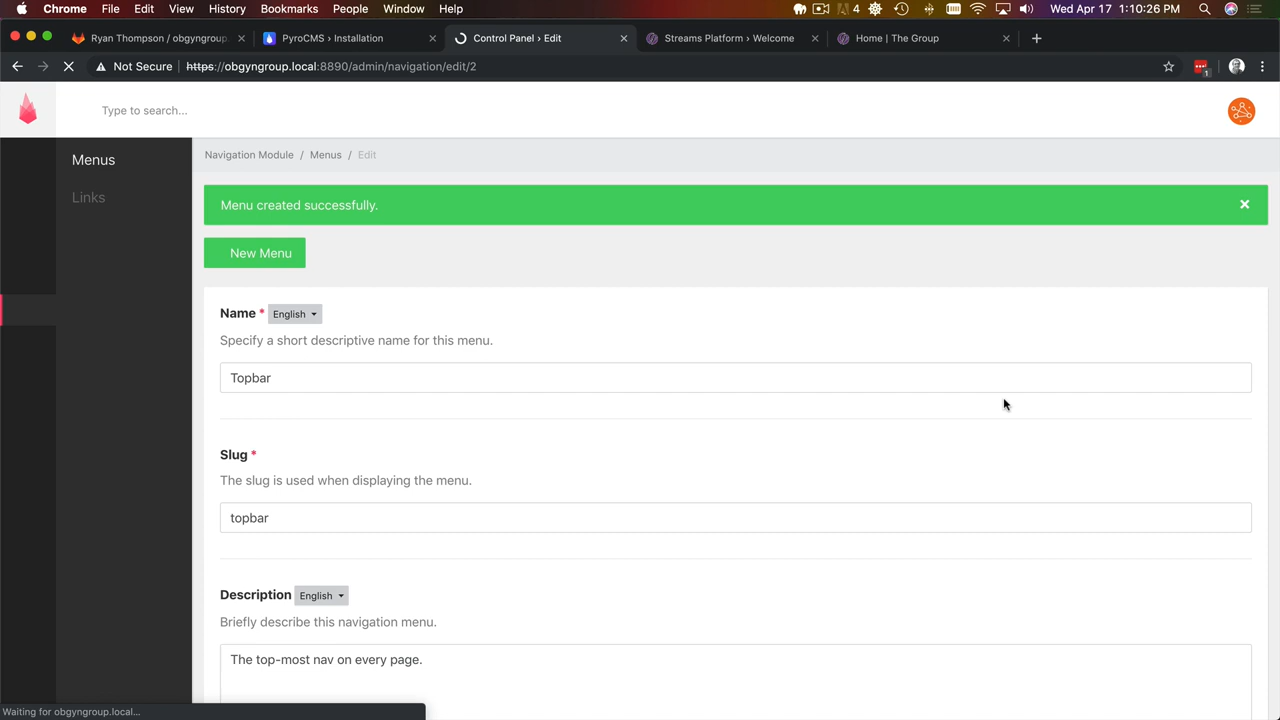 Chrome File Edit View History Bookmarks People Window Help
4 Wed Apr 17 1:10:26 PM
Ryan Thompson / obgyngroup.
PyroCMS › Installation
Control Panel › Edit
Streams Platform › Welcome
Home | The Group
Not Secure | https://obgyngroup.local:8890/admin/navigation/edit/2
1
Type to search...
Menus
Links
Navigation Module / Menus / Edit
Menu created successfully.
New Menu
Name * English
Specify a short descriptive name for this menu.
Topbar
Slug *
The slug is used when displaying the menu.
topbar
Description English
Briefly describe this navigation menu.
The top-most nav on every page.
Waiting for obgyngroup.local...